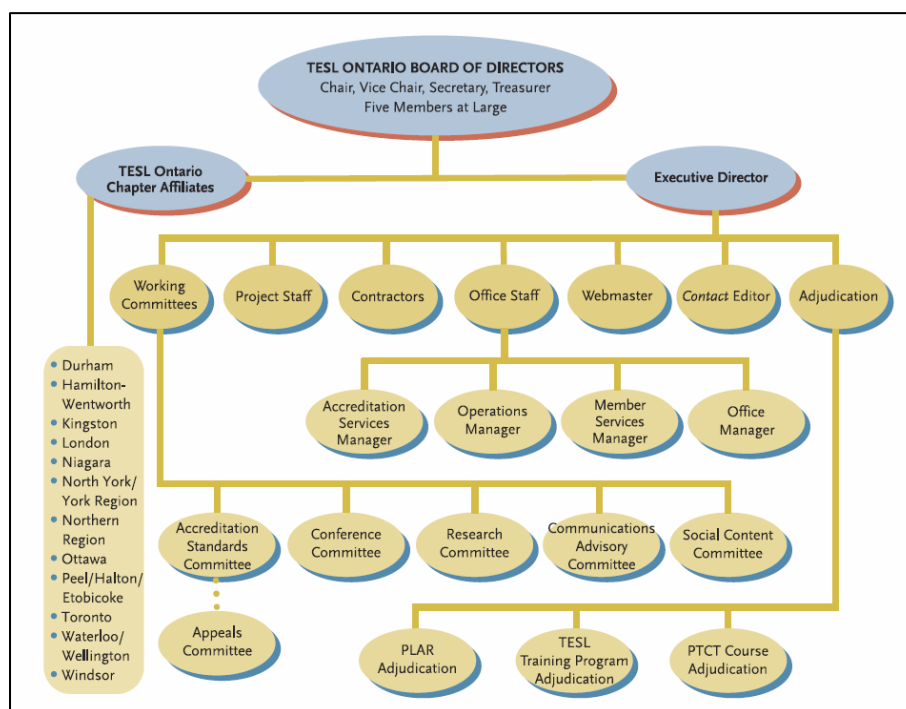 TESL ONTARIO BOARD OF DIRECTORS
Chair, Vice Chair, Secretary, Treasurer
Five Members at Large
TESL Ontario
Chapter Affiliates
Executive Director
Working
Committees
Project Staff
Contractors
Office Staff
Webmaster
Contact Editor
Adjudication
Durham
Hamilton-
Wentworth
Kingston
London
Niagara
North York/
York Region
Northern
Region
Ottawa
Peel/Halton/
Etobicoke
Toronto
Waterloo/
Wellington
Windsor
Accreditation
Services
Manager
Operations
Manager
Member
Services
Manager
Office
Manager
Accreditation
Standards
Committee
Conference
Committee
Research
Committee
Communications
Advisory
Committee
Social Content
Committee
Appeals
Committee
PLAR
Adjudication
TESL
Training Program
Adjudication
PTCT Course
Adjudication